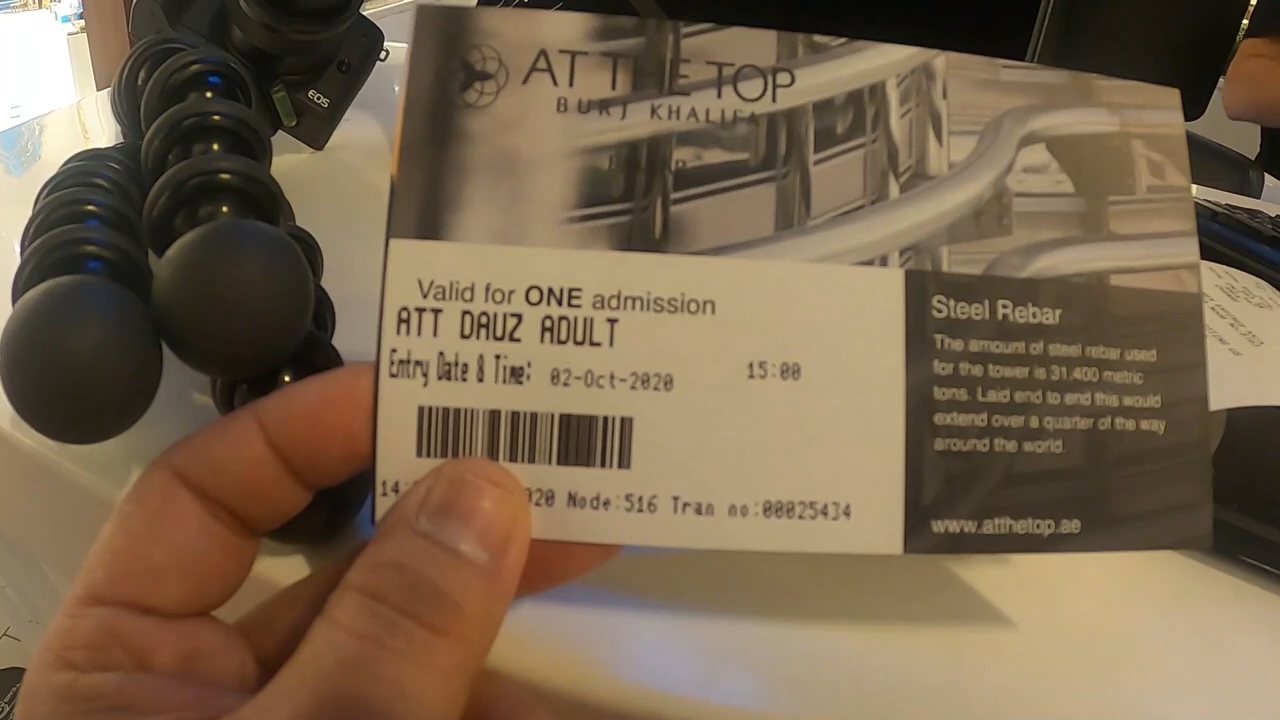 EOS
AT THE TOP
BURJ KHALIFA
Valid for ONE admission
ATT DAUZ ADULT
Entry Date & Time: 02-Oct-2020 15:00
14: 020 Node:516 Tran no:00025434
Steel Rebar
The amount of steel rebar used
for the tower is 31,400 metric
tons. Laid end to end this would
extend over a quarter of the way
around the world.
www.atthetop.ae